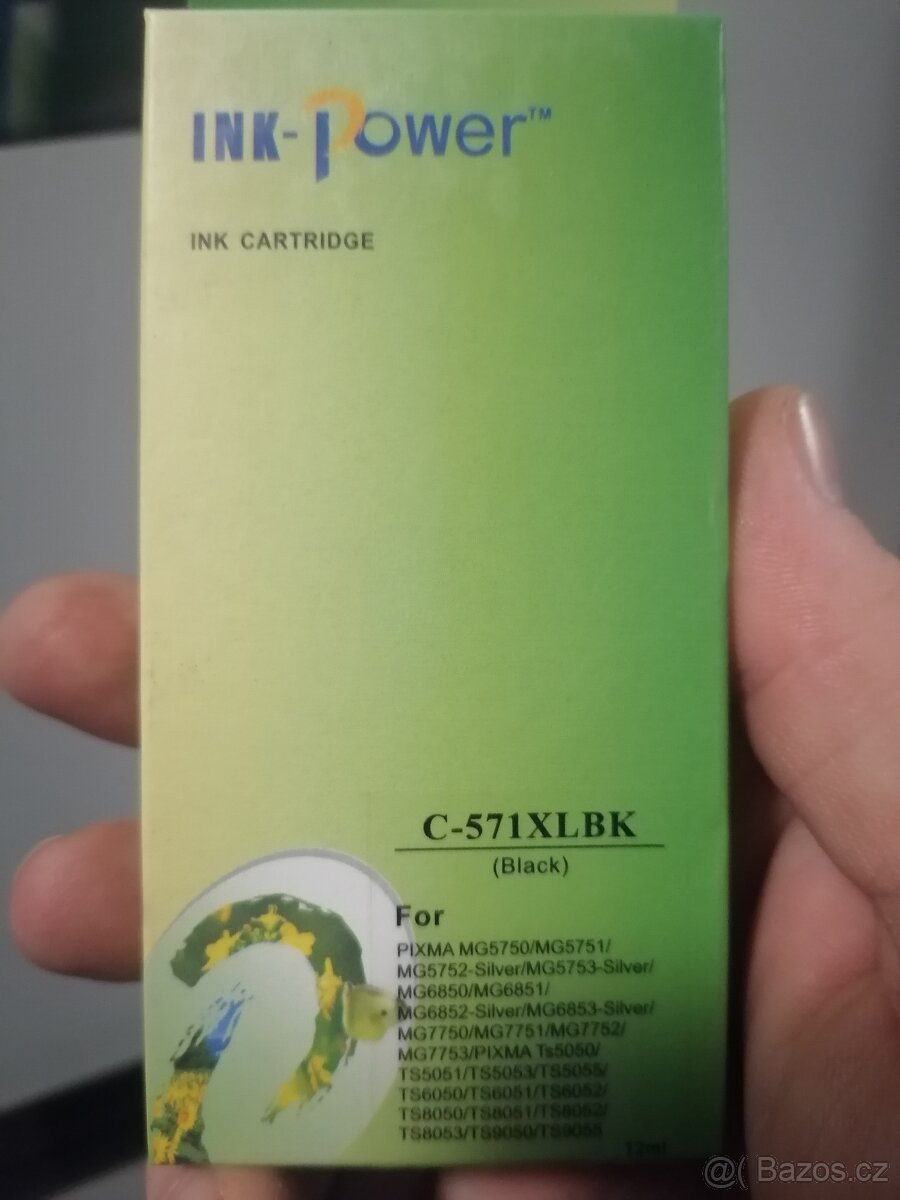 INK-Power™
INK CARTRIDGE
C-571XLBK
(Black)
For
PIXMA MG5750/MG5751/
MG5752-Silver/MG5753-Silver/
MG6850/MG6851/
MG6852-Silver/MG6853-Silver/
MG7750/MG7751/MG7752/
MG7753/PIXMA Ts5050/
TS5051/TS5053/TS5055/
TS6050/TS6051/TS6052/
TS8050/TS8051/TS8052/
TS8053/TS9050/TS9055
12ml
@( Bazos.cz